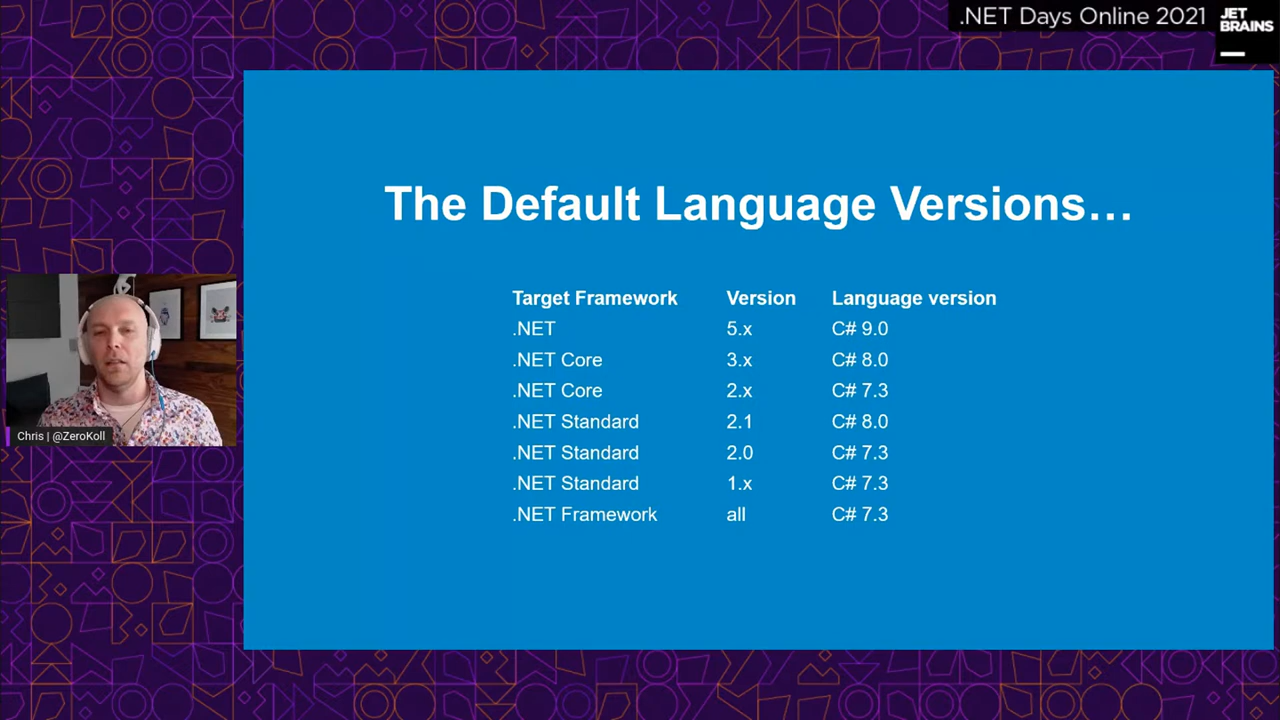 .NET Days Online 2021
JET
BRAINS
The Default Language Versions…
Target Framework Version Language version
.NET 5.x C# 9.0
.NET Core 3.x C# 8.0
.NET Core 2.x C# 7.3
.NET Standard 2.1 C# 8.0
.NET Standard 2.0 C# 7.3
.NET Standard 1.x C# 7.3
.NET Framework all C# 7.3
Chris | @ZeroKoll